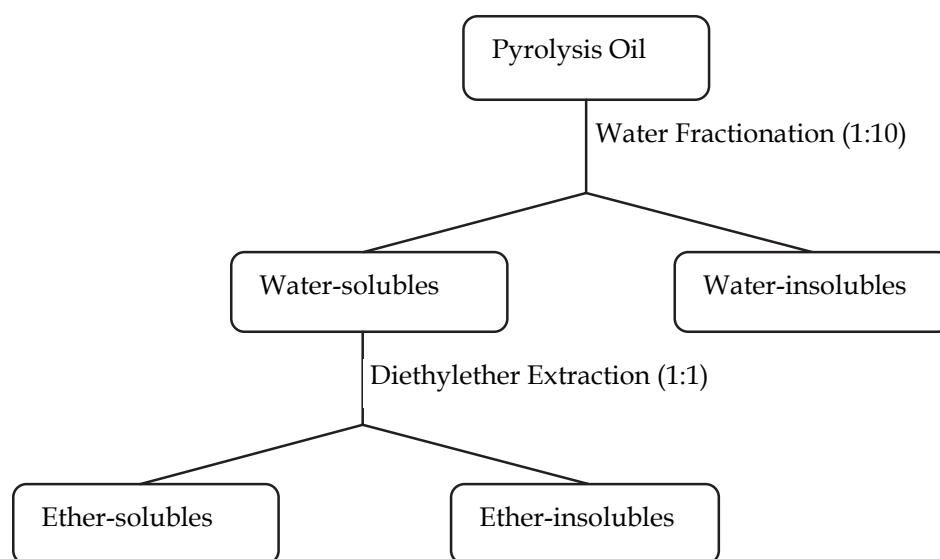 Pyrolysis Oil
Water Fractionation (1:10)
Water-solubles
Water-insolubles
Diethylether Extraction (1:1)
Ether-solubles
Ether-insolubles